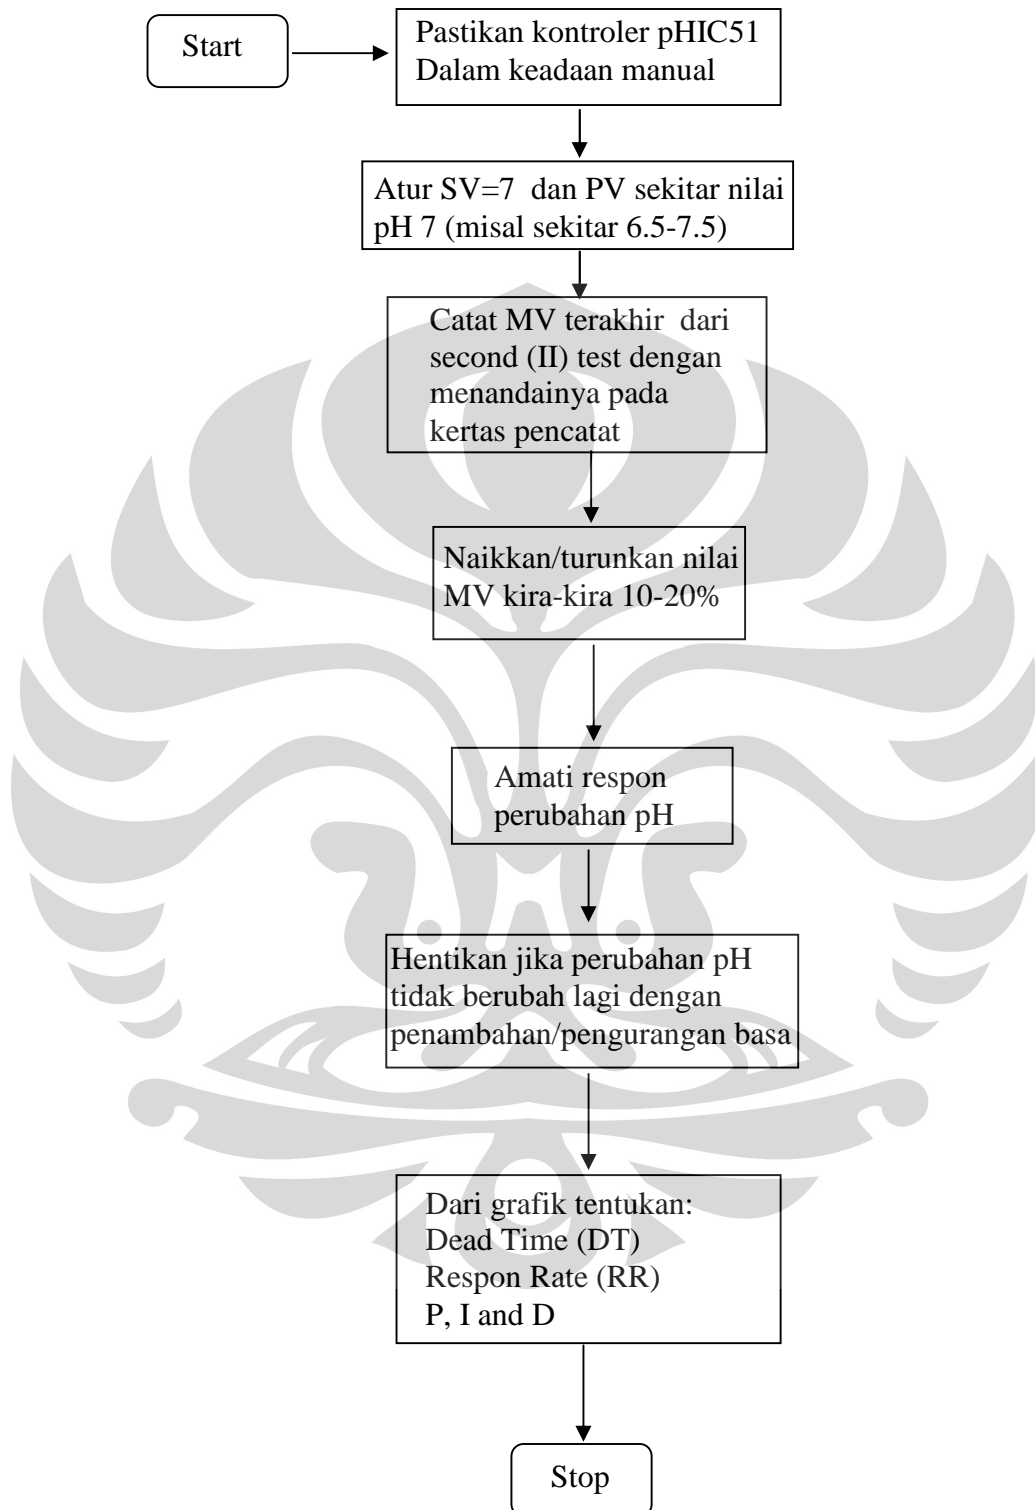 Start
Pastikan kontroler pHIC51
Dalam keadaan manual
Atur SV=7 dan PV sekitar nilai
pH 7 (misal sekitar 6.5-7.5)
Catat MV terakhir dari
second (II) test dengan
menandainya pada
kertas pencatat
Naikkan/turunkan nilai
MV kira-kira 10-20%
Amati respon
perubahan pH
Hentikan jika perubahan pH
tidak berubah lagi dengan
penambahan/pengurangan basa
Dari grafik tentukan:
Dead Time (DT)
Respon Rate (RR)
P, I and D
Stop